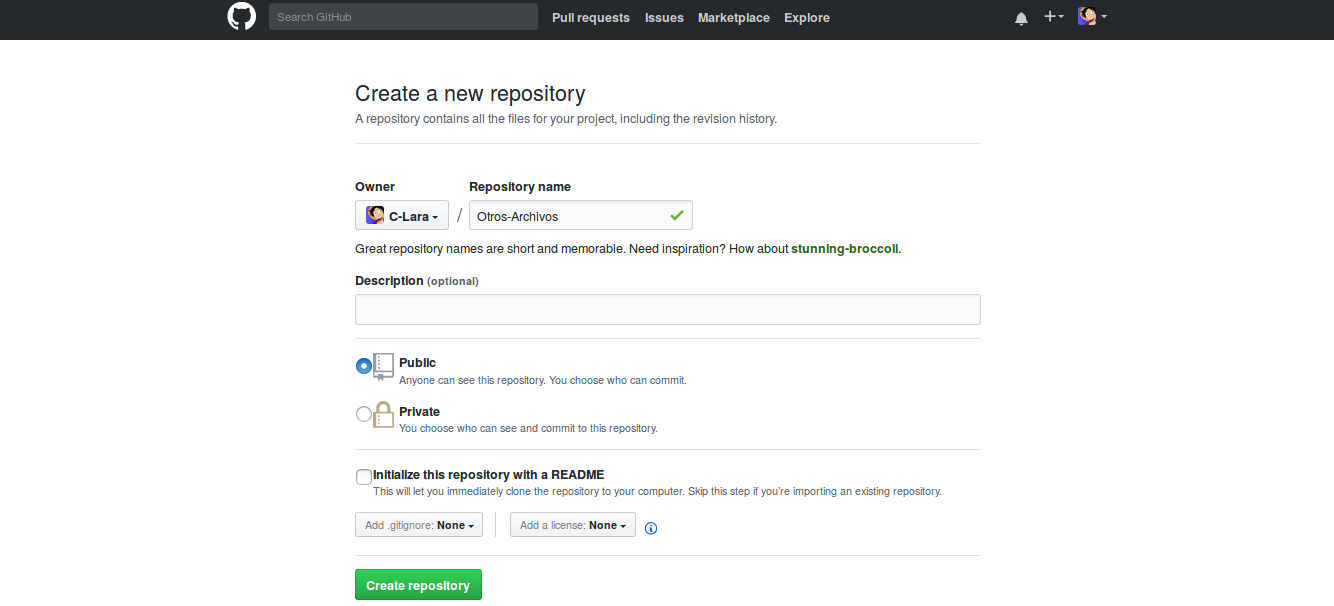 Search GitHub Pull requests Issues Marketplace Explore
Create a new repository
A repository contains all the files for your project, including the revision history.
Owner Repository name
C-Lara / Otros-Archivos
Great repository names are short and memorable. Need inspiration? How about stunning-broccoli.
Description (optional)
Public
Anyone can see this repository. You choose who can commit.
Private
You choose who can see and commit to this repository.
Initialize this repository with a README
This will let you immediately clone the repository to your computer. Skip this step if you're importing an existing repository.
Add .gitignore: None Add a license: None
Create repository